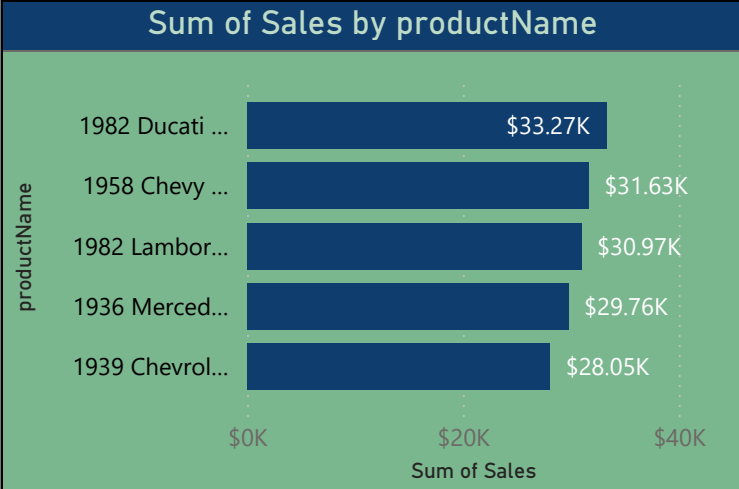 Sum of Sales by productName
productName
1982 Ducati ... $33.27K
1958 Chevy ... $31.63K
1982 Lambor... $30.97K
1936 Merced... $29.76K
1939 Chevrol... $28.05K
$0K $20K $40K
Sum of Sales